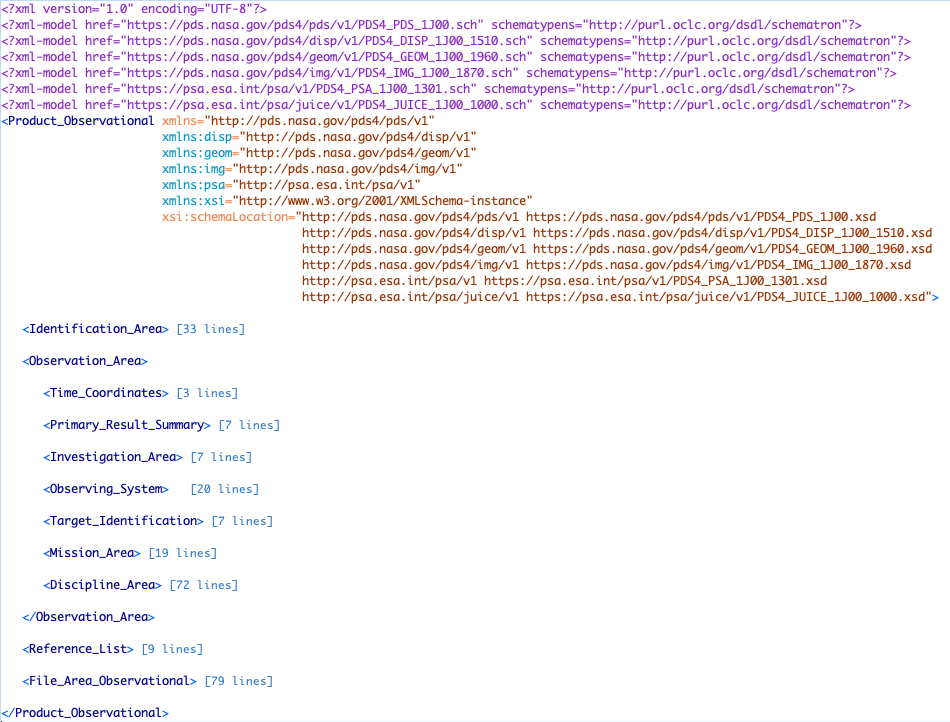 <?xml version="1.0" encoding="UTF-8"?>
<?xml-model href="https://pds.nasa.gov/pds4/pds/v1/PDS4_PDS_1J00.sch" schematypens="http://purl.oclc.org/dsdl/schematron"?>
<?xml-model href="https://pds.nasa.gov/pds4/disp/v1/PDS4_DISP_1J00_1510.sch" schematypens="http://purl.oclc.org/dsdl/schematron"?>
<?xml-model href="https://pds.nasa.gov/pds4/geom/v1/PDS4_GEOM_1J00_1960.sch" schematypens="http://purl.oclc.org/dsdl/schematron"?>
<?xml-model href="https://pds.nasa.gov/pds4/img/v1/PDS4_IMG_1J00_1870.sch" schematypens="http://purl.oclc.org/dsdl/schematron"?>
<?xml-model href="https://psa.esa.int/psa/v1/PDS4_PSA_1J00_1301.sch" schematypens="http://purl.oclc.org/dsdl/schematron"?>
<?xml-model href="https://psa.esa.int/psa/juice/v1/PDS4_JUICE_1J00_1000.sch" schematypens="http://purl.oclc.org/dsdl/schematron"?>
<Product_Observational xmlns="http://pds.nasa.gov/pds4/pds/v1"
xmlns:disp="http://pds.nasa.gov/pds4/disp/v1"
xmlns:geom="http://pds.nasa.gov/pds4/geom/v1"
xmlns:img="http://pds.nasa.gov/pds4/img/v1"
xmlns:psa="http://psa.esa.int/psa/v1"
xmlns:xsi="http://www.w3.org/2001/XMLSchema-instance"
xsi:schemaLocation="http://pds.nasa.gov/pds4/pds/v1 https://pds.nasa.gov/pds4/pds/v1/PDS4_PDS_1J00.xsd
http://pds.nasa.gov/pds4/disp/v1 https://pds.nasa.gov/pds4/disp/v1/PDS4_DISP_1J00_1510.xsd
http://pds.nasa.gov/pds4/geom/v1 https://pds.nasa.gov/pds4/geom/v1/PDS4_GEOM_1J00_1960.xsd
http://pds.nasa.gov/pds4/img/v1 https://pds.nasa.gov/pds4/img/v1/PDS4_IMG_1J00_1870.xsd
http://psa.esa.int/psa/v1 https://psa.esa.int/psa/v1/PDS4_PSA_1J00_1301.xsd
http://psa.esa.int/psa/juice/v1 https://psa.esa.int/psa/juice/v1/PDS4_JUICE_1J00_1000.xsd">
<Identification_Area> [33 lines]
<Observation_Area>
<Time_Coordinates> [3 lines]
<Primary_Result_Summary> [7 lines]
<Investigation_Area> [7 lines]
<Observing_System> [20 lines]
<Target_Identification> [7 lines]
<Mission_Area> [19 lines]
<Discipline_Area> [72 lines]
</Observation_Area>
<Reference_List> [9 lines]
<File_Area_Observational> [79 lines]
</Product_Observational>